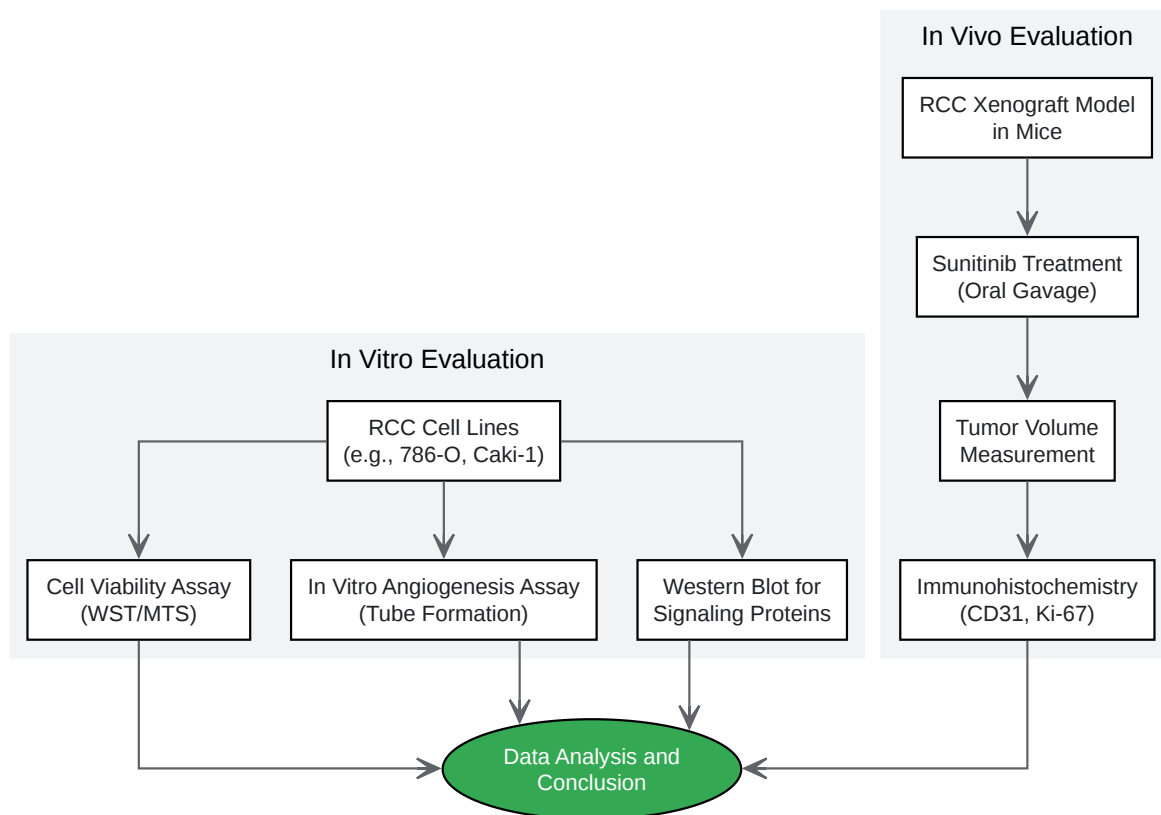 In Vivo Evaluation
RCC Xenograft Model
in Mice
Sunitinib Treatment
(Oral Gavage)
Tumor Volume
Measurement
Immunohistochemistry
(CD31, Ki-67)
In Vitro Evaluation
RCC Cell Lines
(e.g., 786-O, Caki-1)
Cell Viability Assay
(WST/MTS)
In Vitro Angiogenesis Assay
(Tube Formation)
Western Blot for
Signaling Proteins
Data Analysis and
Conclusion